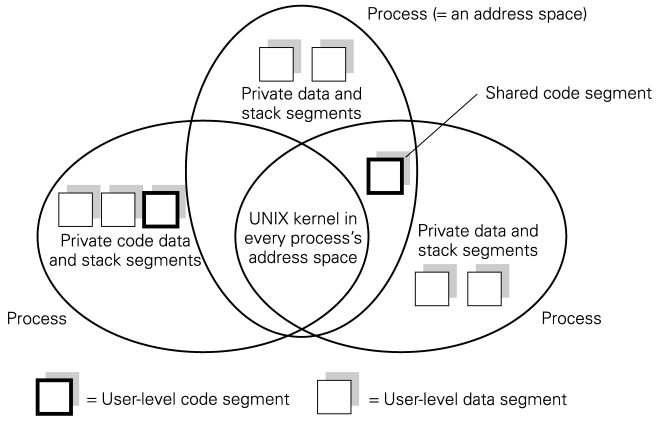 Process (= an address space)
Private data and
stack segments
Shared code segment
UNIX kernel in
every process's
address space
Private code data
and stack segments
Private data and
stack segments
Process
Process
= User-level code segment
= User-level data segment